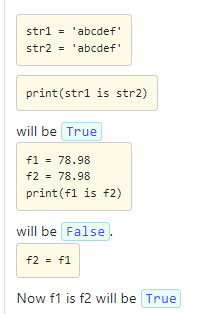 str1 = 'abcdef'
str2 = 'abcdef'
print(str1 is str2)
will be True
f1 = 78.98
f2 = 78.98
print(f1 is f2)
will be False.
f2 = f1
Now f1 is f2 will be True